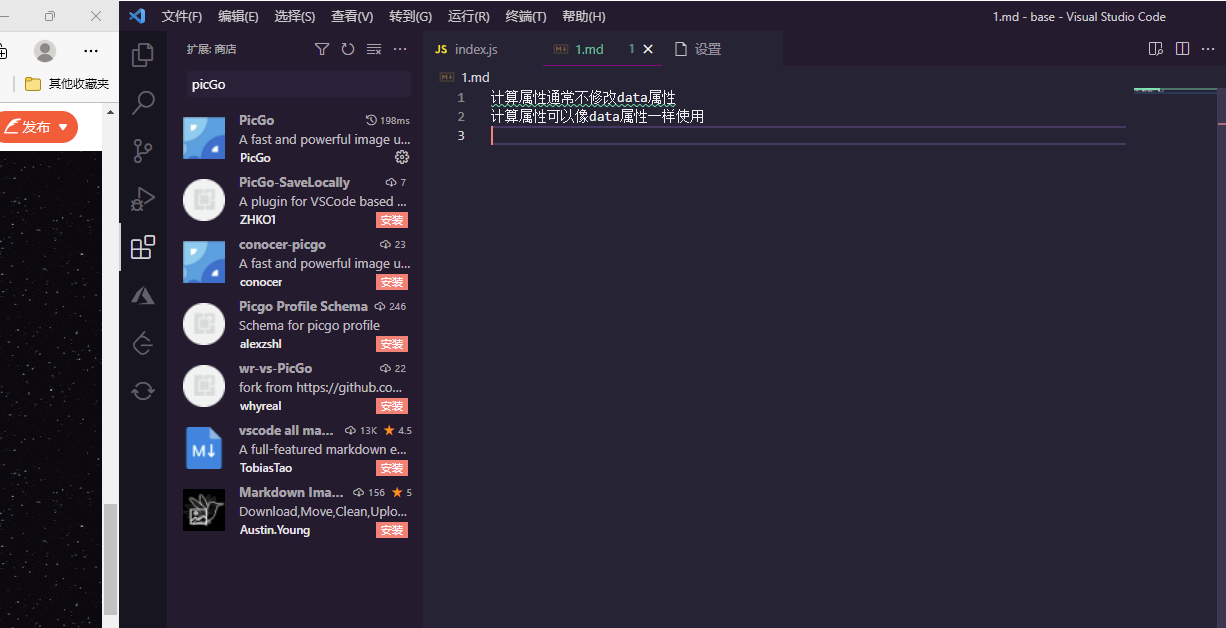 文件(F) 编辑(E) 选择(S) 查看(V) 转到(G) 运行(R) 终端(T) 帮助(H)
1.md - base - Visual Studio Code
其他收藏夹
发布
扩展: 商店
picGo
PicGo 198ms
A fast and powerful image u...
PicGo
PicGo-SaveLocally 7
A plugin for VSCode based ...
ZHKO1 安装
conocer-picgo 23
A fast and powerful image u...
conocer 安装
Picgo Profile Schema 246
Schema for picgo profile
alexzshl 安装
wr-vs-PicGo 22
fork from https://github.co...
whyreal 安装
vscode all ma... 13K 4.5
A full-featured markdown e...
TobiasTao 安装
Markdown Ima... 156 5
Download,Move,Clean,Uplo...
Austin.Young 安装
M↓
JS index.js
1.md 1
设置
1.md
1 计算属性通常不修改data属性
2 计算属性可以像data属性一样使用
3